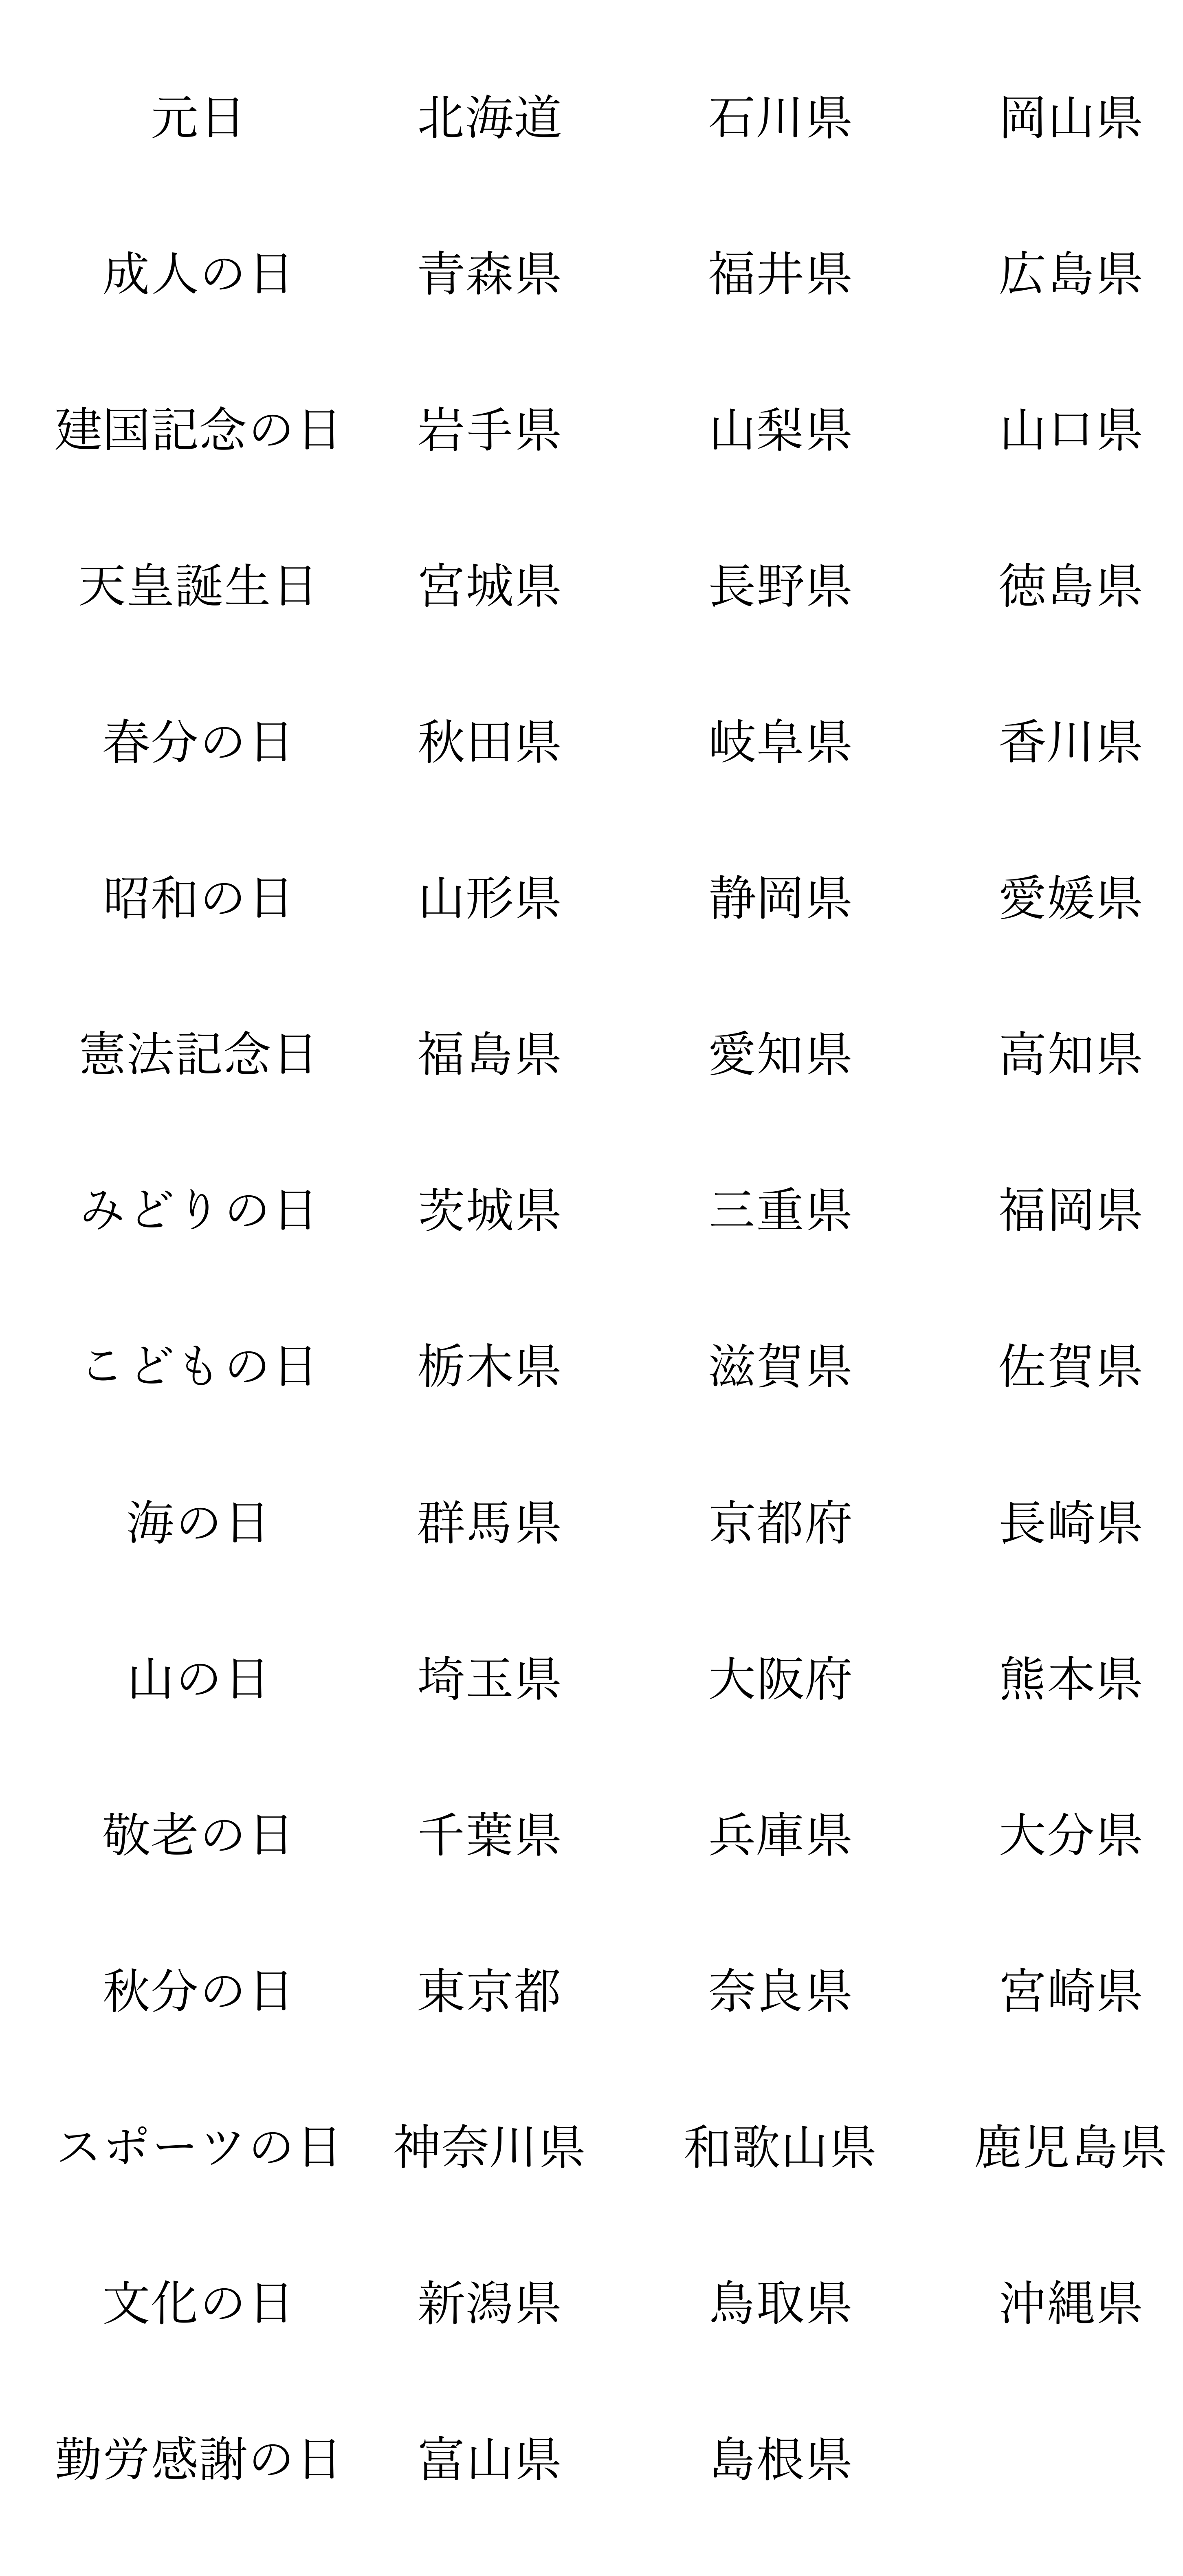 元日 北海道 石川県 岡山県
成人の日 青森県 福井県 広島県
建国記念の日 岩手県 山梨県 山口県
天皇誕生日 宮城県 長野県 徳島県
春分の日 秋田県 岐阜県 香川県
昭和の日 山形県 静岡県 愛媛県
憲法記念日 福島県 愛知県 高知県
みどりの日 茨城県 三重県 福岡県
こどもの日 栃木県 滋賀県 佐賀県
海の日 群馬県 京都府 長崎県
山の日 埼玉県 大阪府 熊本県
敬老の日 千葉県 兵庫県 大分県
秋分の日 東京都 奈良県 宮崎県
スポーツの日 神奈川県 和歌山県 鹿児島県
文化の日 新潟県 鳥取県 沖縄県
勤労感謝の日 富山県 島根県